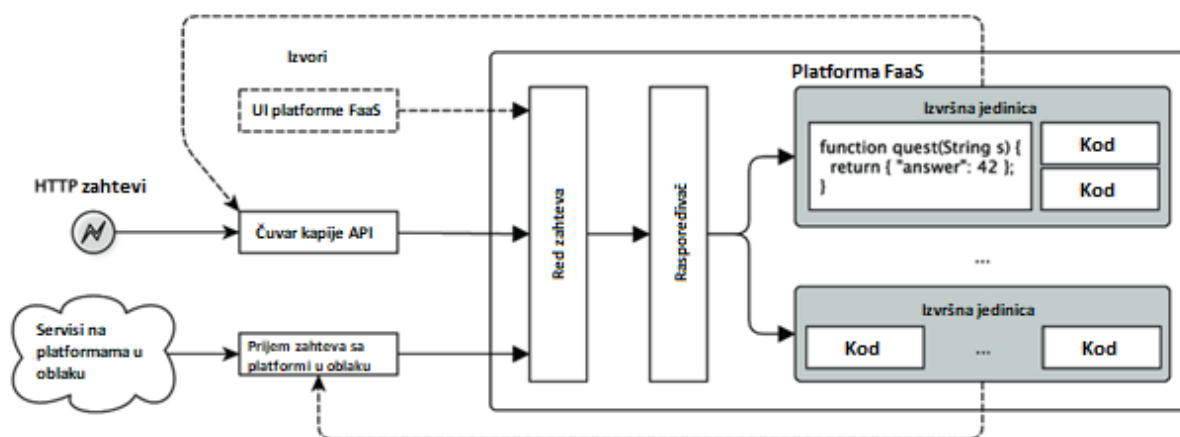 Izvori
Platforma FaaS
UI platforme FaaS
Izvršna jedinica
function quest(String s) {
return { "answer": 42 };
}
Kod
Kod
HTTP zahtevi
Čuvar kapije API
Red zahteva
Raspoređivač
...
Servisi na
platformama u
oblaku
Prijem zahteva sa
platformi u oblaku
Izvršna jedinica
Kod
...
Kod